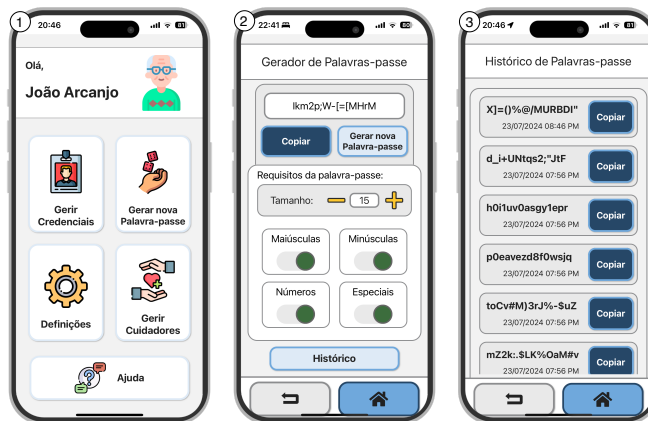 1
20:46
81
Olá,
João Arcanjo
Gerir
Credenciais
Gerar nova
Palavra-passe
Definições
Gerir
Cuidadores
Ajuda
2
22:41
Gerador de Palavras-passe
lkm2p;W-[=[MHrM
Copiar
Gerar nova
Palavra-passe
Requisitos da palavra-passe:
Tamanho:
15
Maiúsculas
Minúsculas
Números
Especiais
Histórico
3
20:46
81
Histórico de Palavras-passe
X]=()%@/MURBDI"
23/07/2024 08:46 PM
Copiar
d_i+UNtqs2;"JtF
23/07/2024 07:56 PM
Copiar
h0i1uv0asgy1epr
23/07/2024 07:56 PM
Copiar
p0eavezd8f0wsjq
23/07/2024 07:56 PM
Copiar
toCv#M)3rJ%-$uZ
23/07/2024 07:56 PM
Copiar
mZ2k:.$LK%OaM#v
23/07/2024 07:56 PM
Copiar